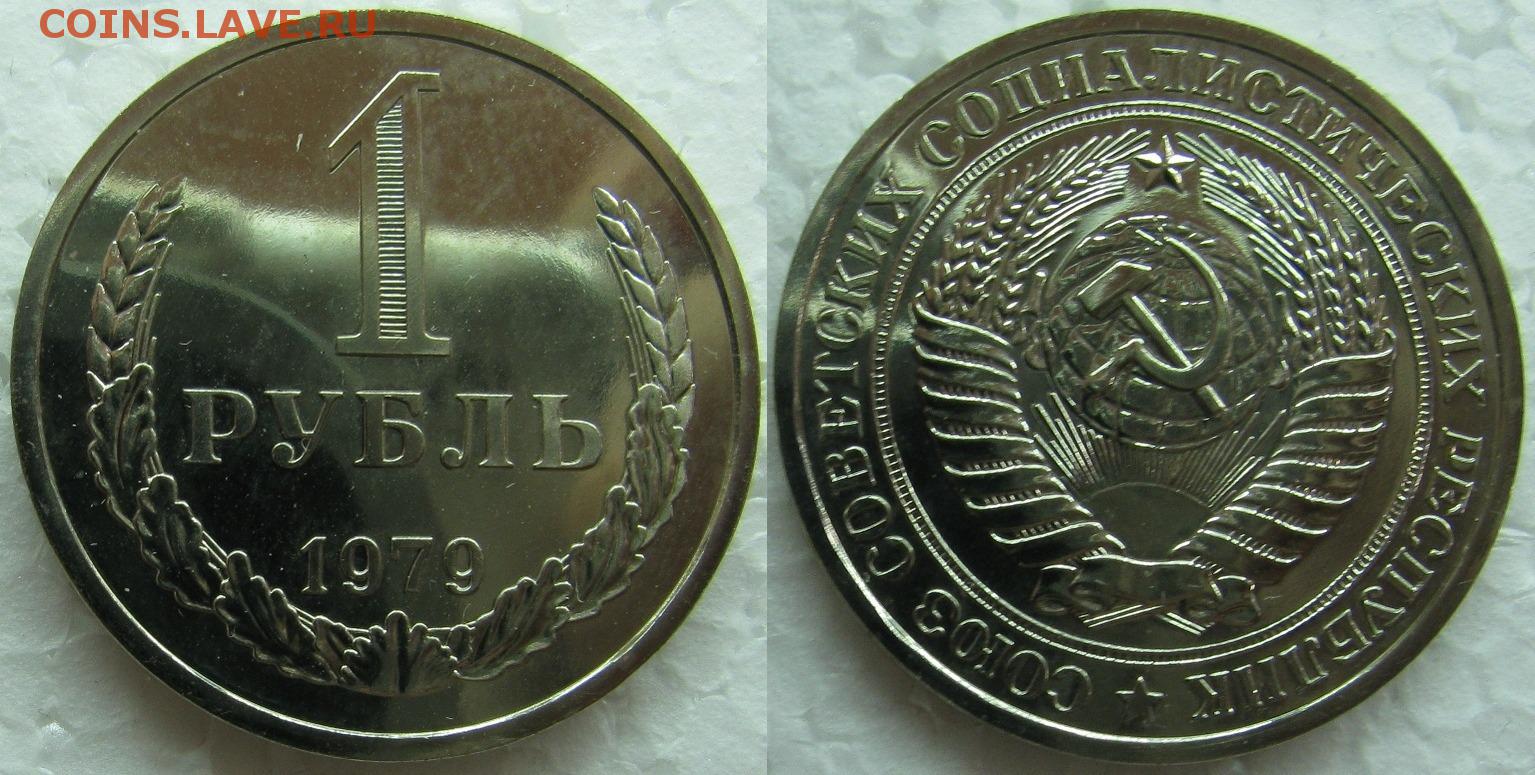 COINS.LAVE.RU
1
РУБЛЬ
1979
СОЮЗ СОВЕТСКИХ СОЦИАЛИСТИЧЕСКИХ РЕСПУБЛИК